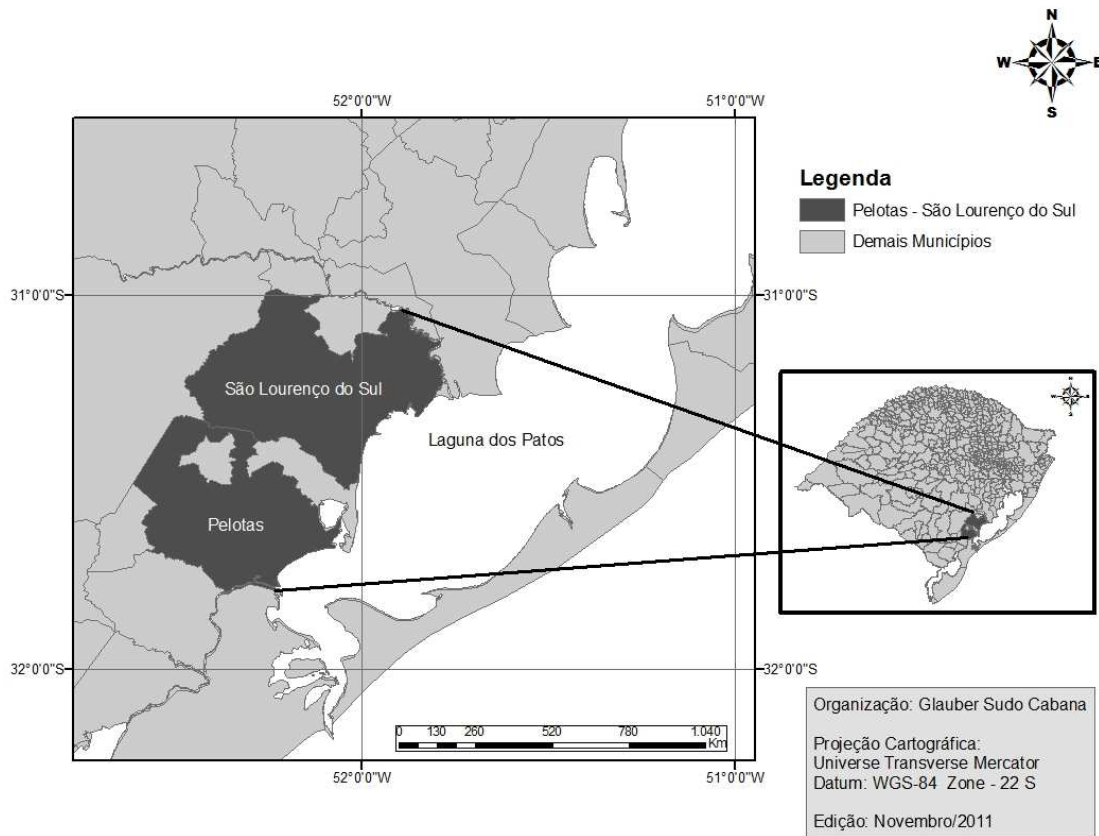 N
W E
S
52°0'0"W 51°0'0"W
Legenda
Pelotas - São Lourenço do Sul
Demais Municípios
31°0'0"S 31°0'0"S
São Lourenço do Sul
Laguna dos Patos
Pelotas
32°0'0"S 32°0'0"S
0 130 260 520 780 1.040
Km
52°0'0"W 51°0'0"W
Organização: Glauber Sudo Cabana
Projeção Cartográfica:
Universe Transverse Mercator
Datum: WGS-84 Zone - 22 S
Edição: Novembro/2011